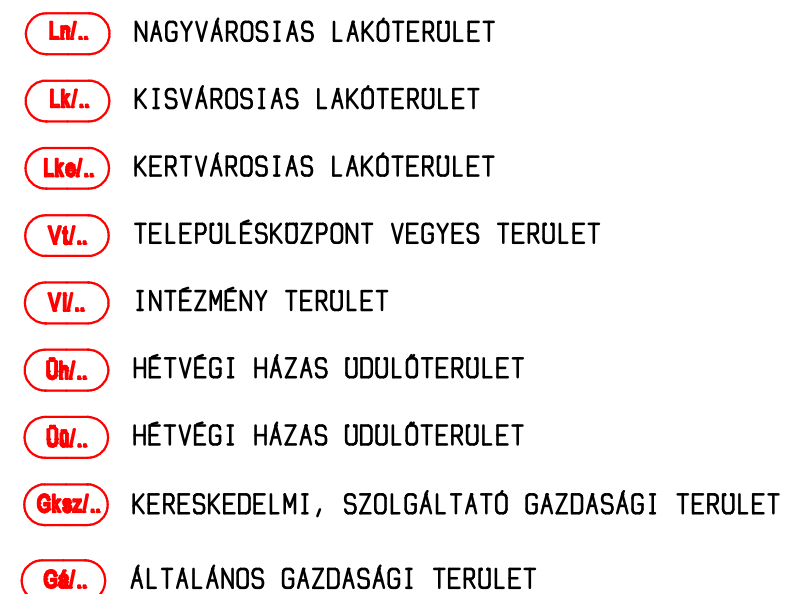 Ln/.. NAGYVÁROSIAS LAKÓTERÜLET
Lk/.. KISVÁROSIAS LAKÓTERÜLET
Lke/.. KERTVÁROSIAS LAKÓTERÜLET
Vt/.. TELEPÜLÉSKÖZPONT VEGYES TERÜLET
Vi/.. INTÉZMÉNY TERÜLET
Üh/.. HÉTVÉGI HÁZAS ÜDÜLŐTERÜLET
Üü/.. HÉTVÉGI HÁZAS ÜDÜLŐTERÜLET
Gksz/.. KERESKEDELMI, SZOLGÁLTATÓ GAZDASÁGI TERÜLET
Gá/.. ÁLTALÁNOS GAZDASÁGI TERÜLET